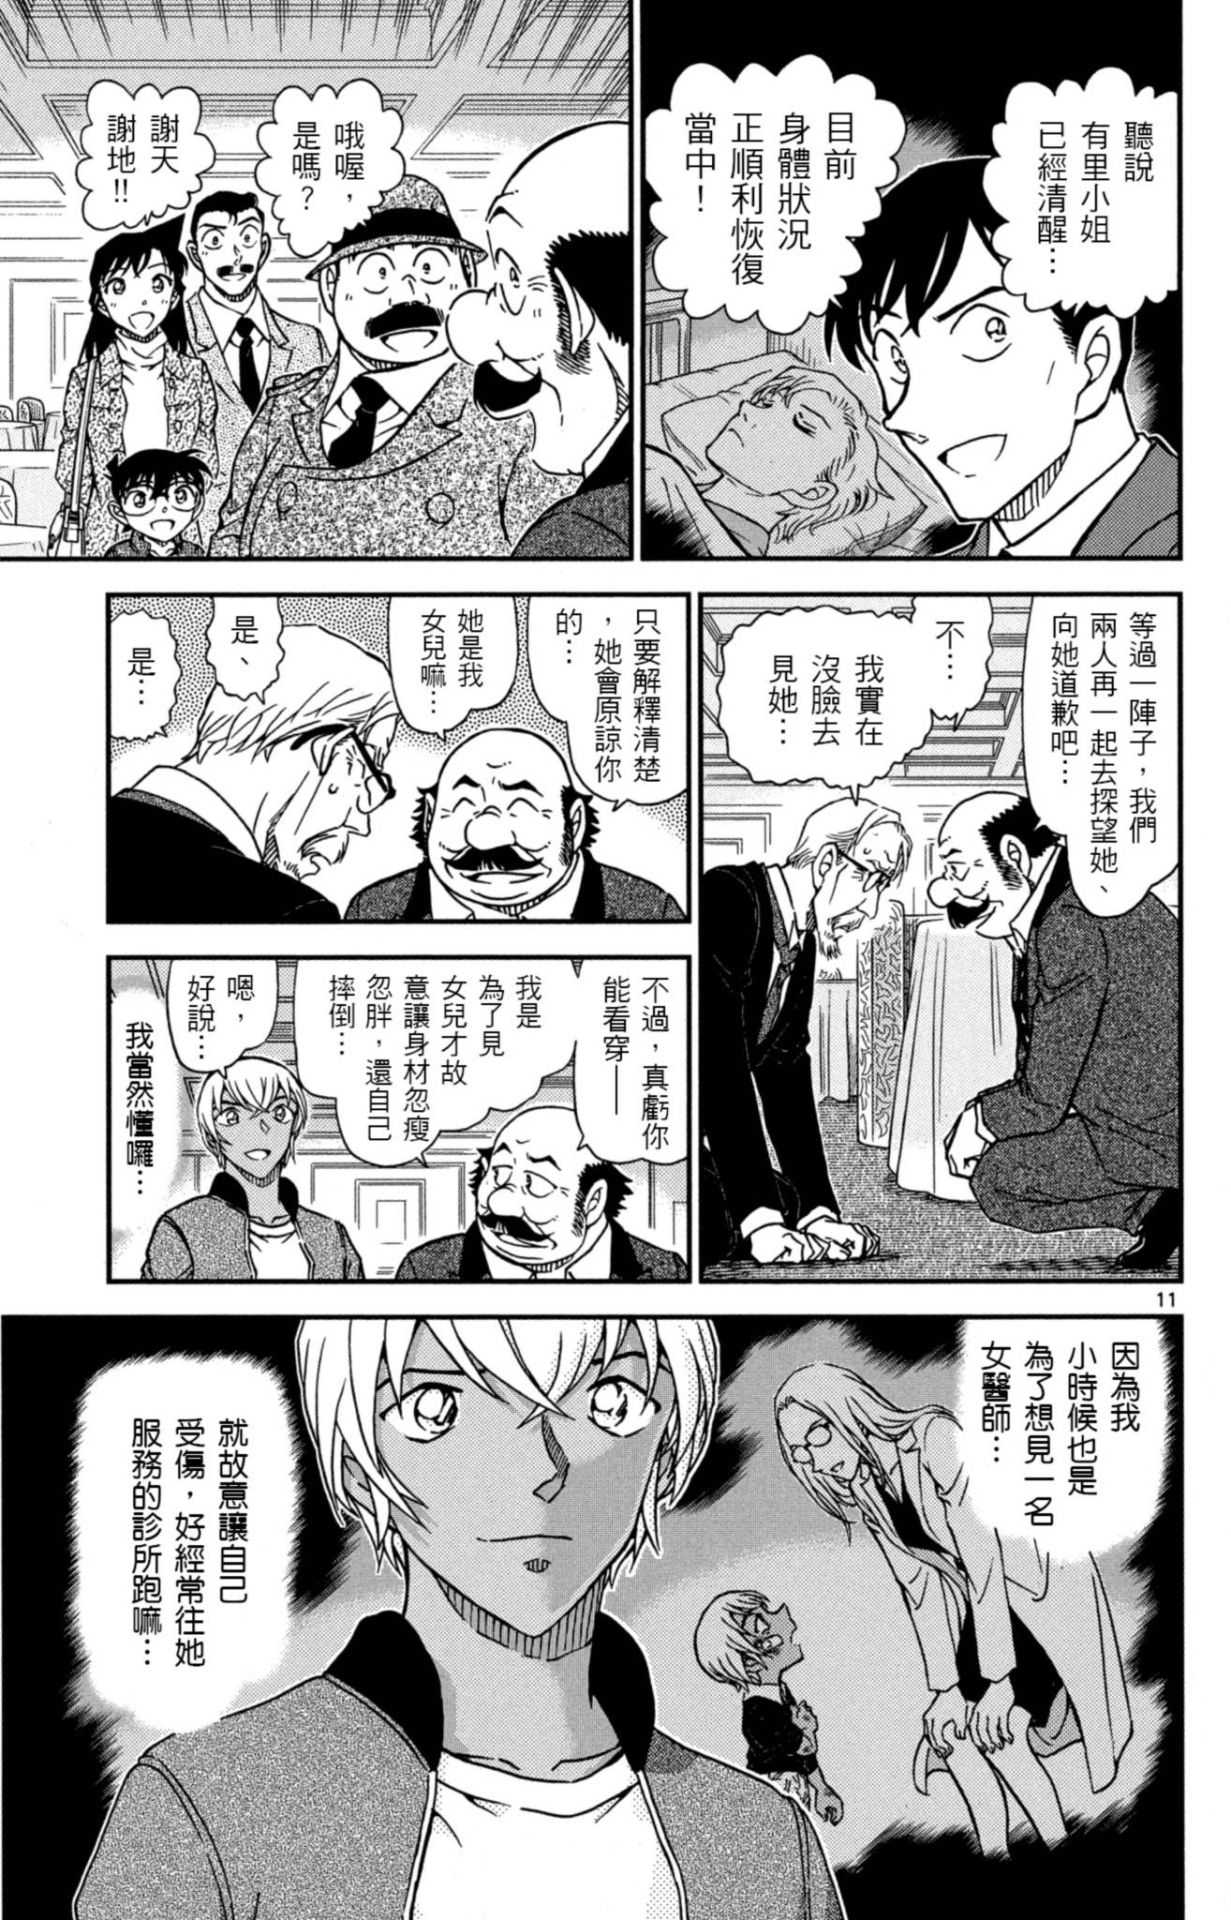 聽說
有里小姐
已經清醒…
目前
身體狀況
正順利恢復
當中！
哦喔，
是嗎？
謝天
謝地!!
等過一陣子，我們
兩人再一起去探望她、
向她道歉吧…
不…
我實在
沒臉去
見她…
只要解釋清楚
，她會原諒你
的…
她是我
女兒嘛…
是、
是…
不過，真虧你
能看穿──
我是
為了見
女兒才故
意讓身材忽瘦
忽胖，還自己
摔倒…
嗯，
好說…
我當然懂囉…
11
因為我
小時候也是
為了想見一名
女醫師…
就故意讓自己
受傷，好經常往她
服務的診所跑嘛…